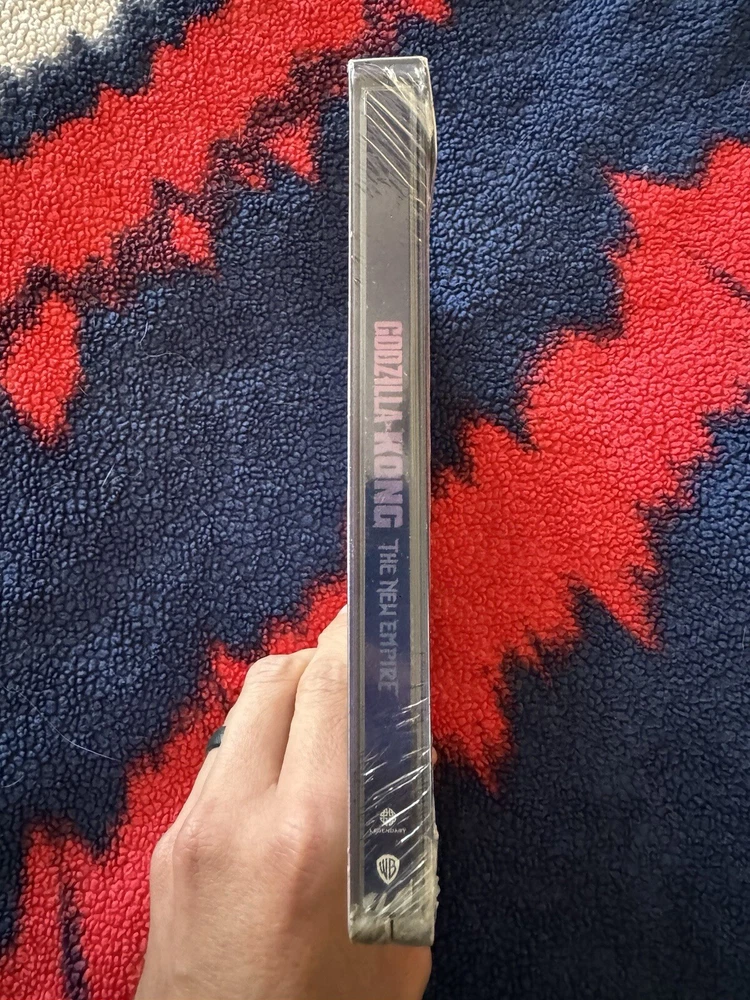 GODZILLA-KONG
THE NEW EMPIRE
LEGENDARY
WB